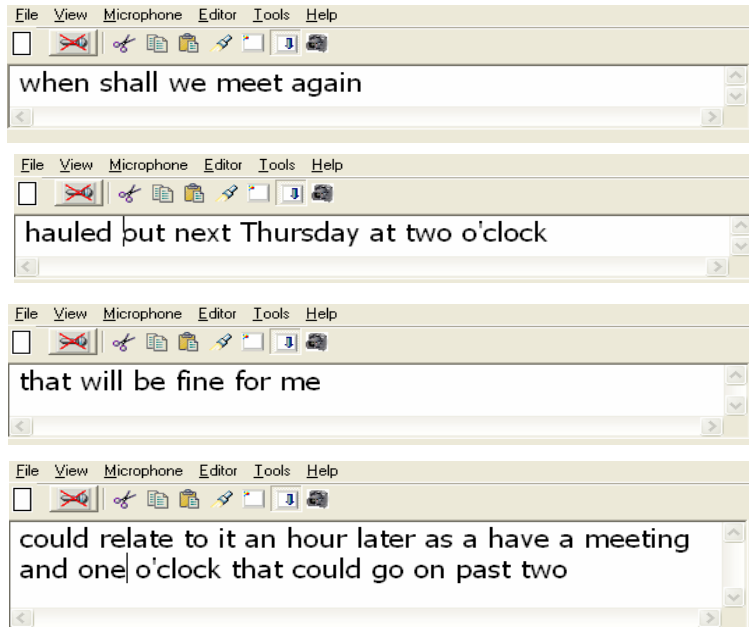 File View Microphone Editor Tools Help
when shall we meet again
File View Microphone Editor Tools Help
hauled out next Thursday at two o'clock
File View Microphone Editor Tools Help
that will be fine for me
File View Microphone Editor Tools Help
could relate to it an hour later as a have a meeting
and one o'clock that could go on past two